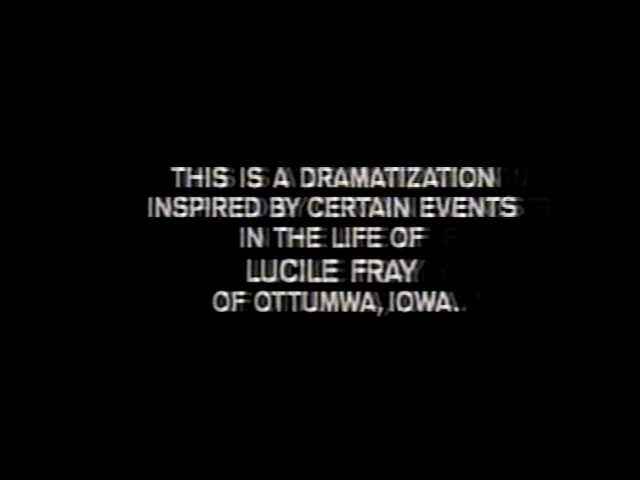 THIS IS A DRAMATIZATION
INSPIRED BY CERTAIN EVENTS
IN THE LIFE OF
LUCILE FRAY
OF OTTUMWA, IOWA.